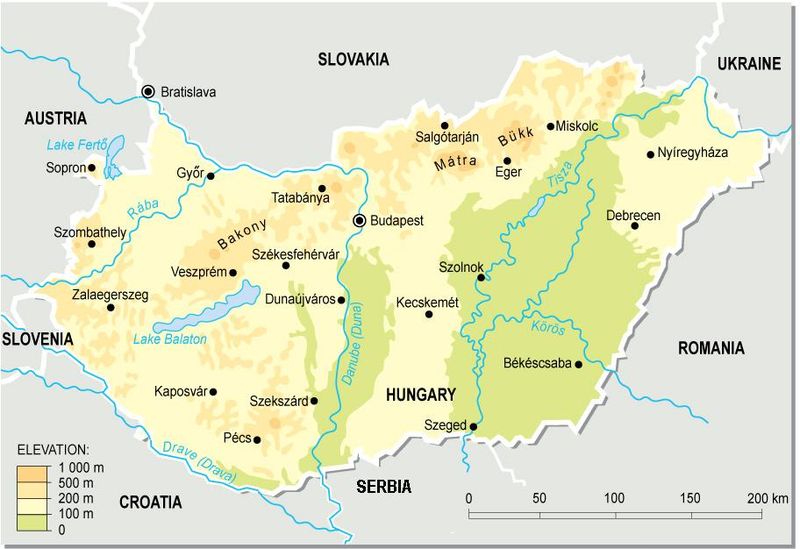 SLOVAKIA
UKRAINE
Bratislava
AUSTRIA
Lake Fertő
Sopron
Győr
Salgótarján
Bükk
Miskolc
Mátra
Eger
Nyíregyháza
Tisza
Rába
Tatabánya
Szombathely
Bakony
Budapest
Debrecen
Székesfehérvár
Veszprém
Szolnok
Zalaegerszeg
Dunaújváros
Kecskemét
Lake Balaton
Danube (Duna)
Körös
SLOVENIA
ROMANIA
Békéscsaba
Kaposvár
Szekszárd
HUNGARY
Pécs
Szeged
Drave (Drava)
CROATIA
SERBIA
ELEVATION:
1 000 m
500 m
200 m
100 m
0
0 50 100 150 200 km